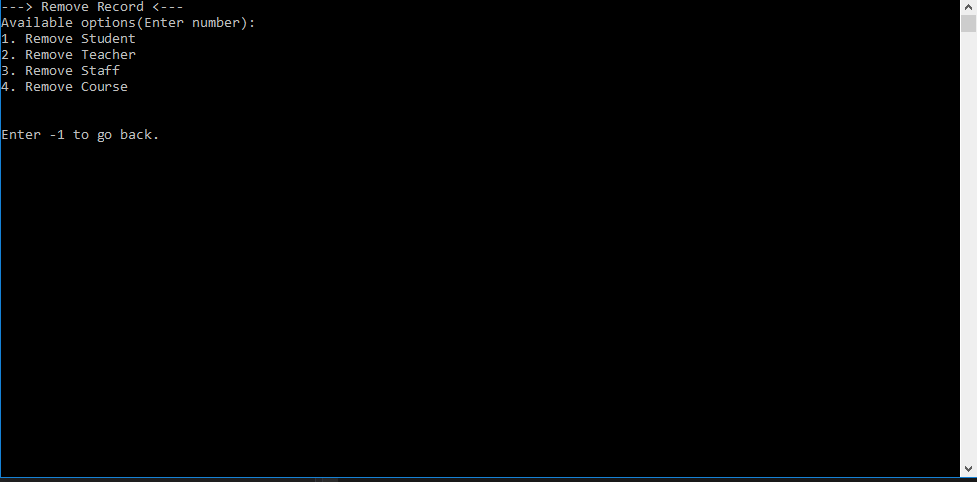 ---> Remove Record <---
Available options(Enter number):
1. Remove Student
2. Remove Teacher
3. Remove Staff
4. Remove Course
Enter -1 to go back.